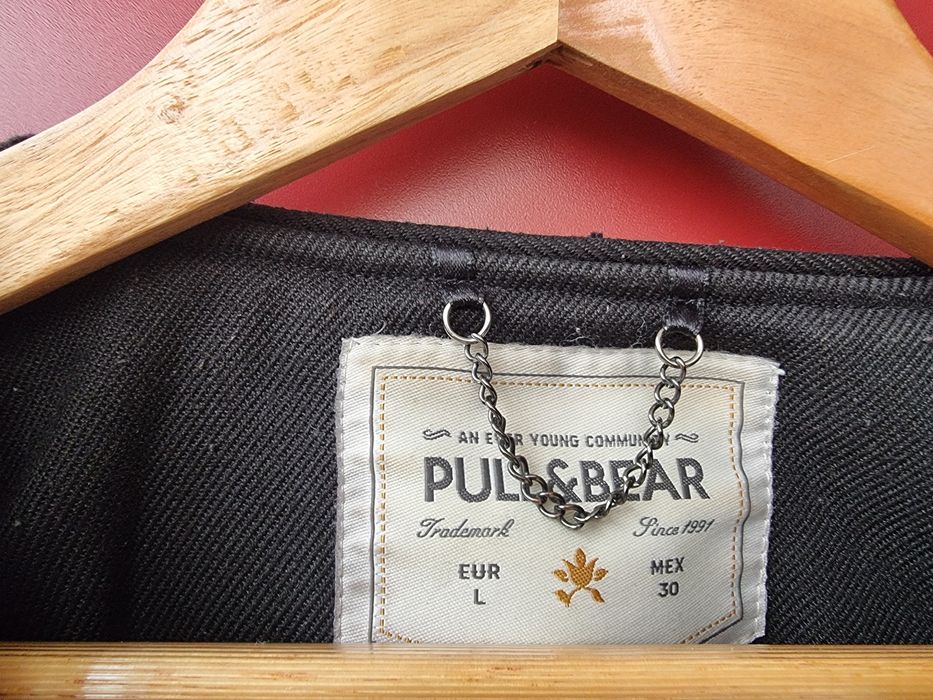 AN EVER YOUNG COMMUNITY
PULL&BEAR
Trademark Since 1991
EUR MEX
L 30